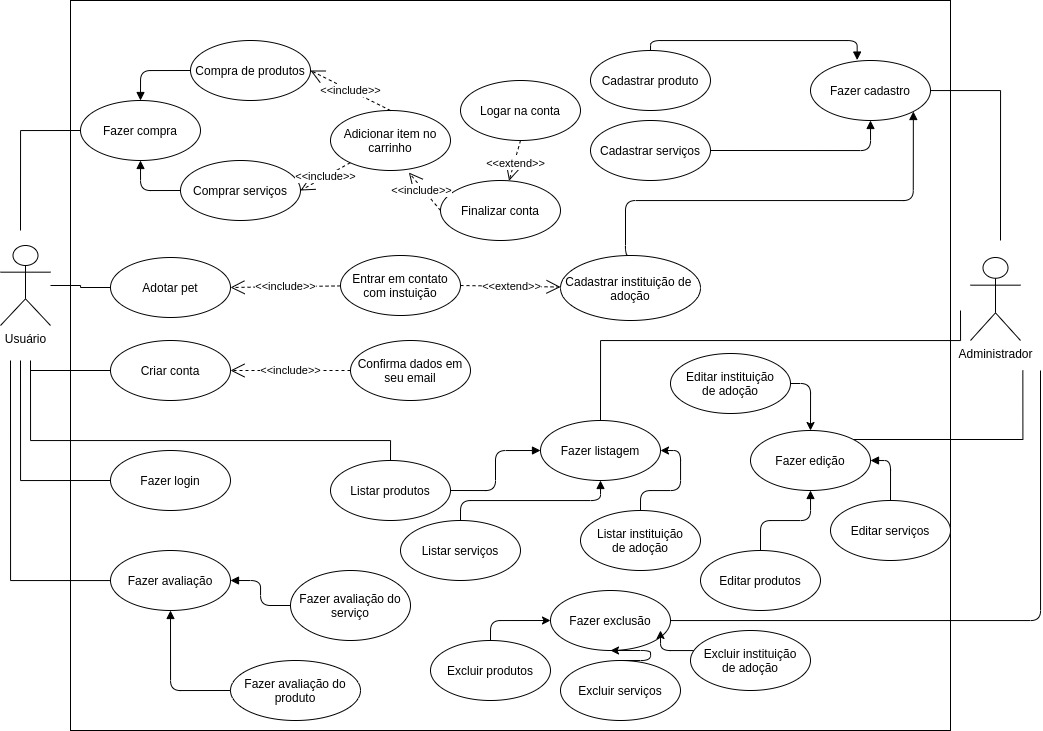 Compra de produtos
Cadastrar produto
Fazer cadastro
<<include>>
Logar na conta
Fazer compra
Adicionar item no
carrinho
Cadastrar serviços
<<extend>>
<<include>>
Comprar serviços
<<include>>
Finalizar conta
Adotar pet
<<include>>
Entrar em contato
com instuição
<<extend>>
Cadastrar instituição de
adoção
Usuário
Administrador
Criar conta
<<include>>
Confirma dados em
seu email
Editar instituição
de adoção
Fazer listagem
Fazer edição
Fazer login
Listar produtos
Listar serviços
Listar instituição
de adoção
Editar serviços
Fazer avaliação
Editar produtos
Fazer avaliação do
serviço
Fazer exclusão
Excluir produtos
Excluir instituição
de adoção
Fazer avaliação do
produto
Excluir serviços